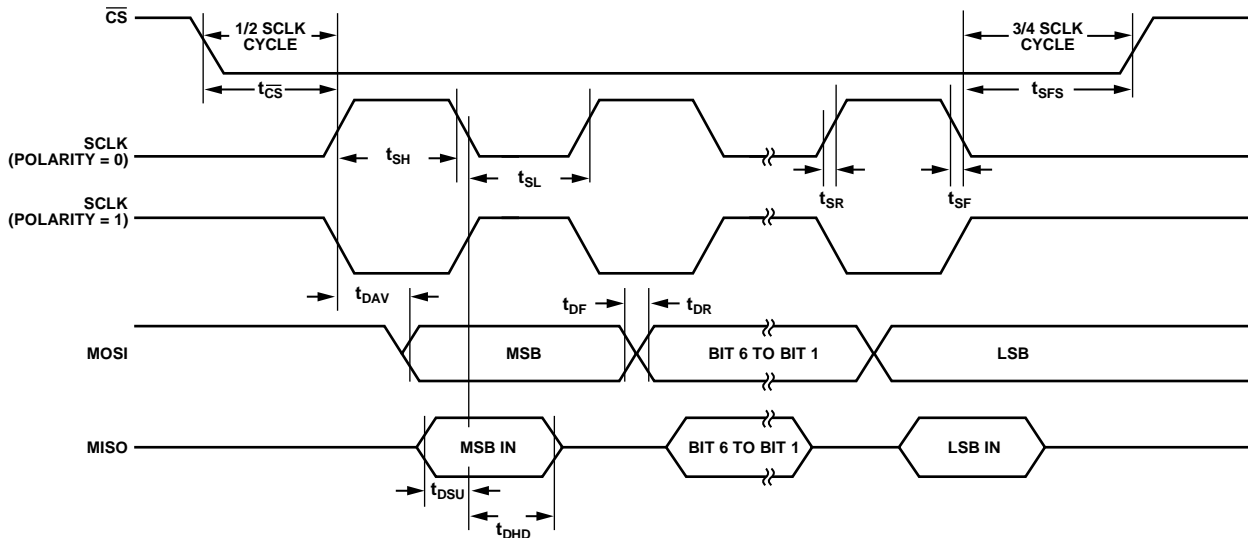 CS
1/2 SCLK
CYCLE
3/4 SCLK
CYCLE
tCS
tSFS
SCLK
(POLARITY = 0)
tSH
tSL
tSR
tSF
SCLK
(POLARITY = 1)
tDAV
tDF
tDR
MOSI
MSB
BIT 6 TO BIT 1
LSB
MISO
MSB IN
BIT 6 TO BIT 1
LSB IN
tDSU
tDHD